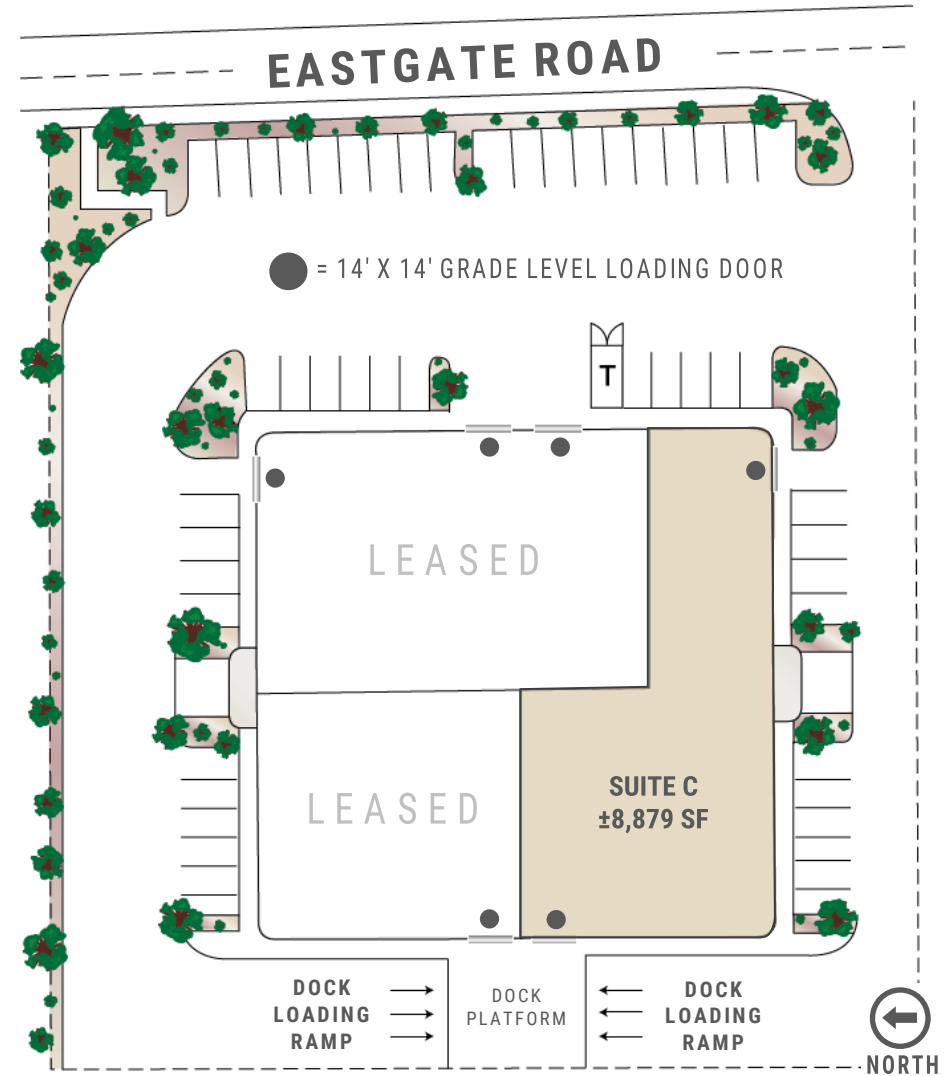 EASTGATE ROAD
= 14' X 14' GRADE LEVEL LOADING DOOR
T
LEASED
LEASED
SUITE C
±8,879 SF
DOCK
LOADING
RAMP
DOCK
PLATFORM
DOCK
LOADING
RAMP
NORTH